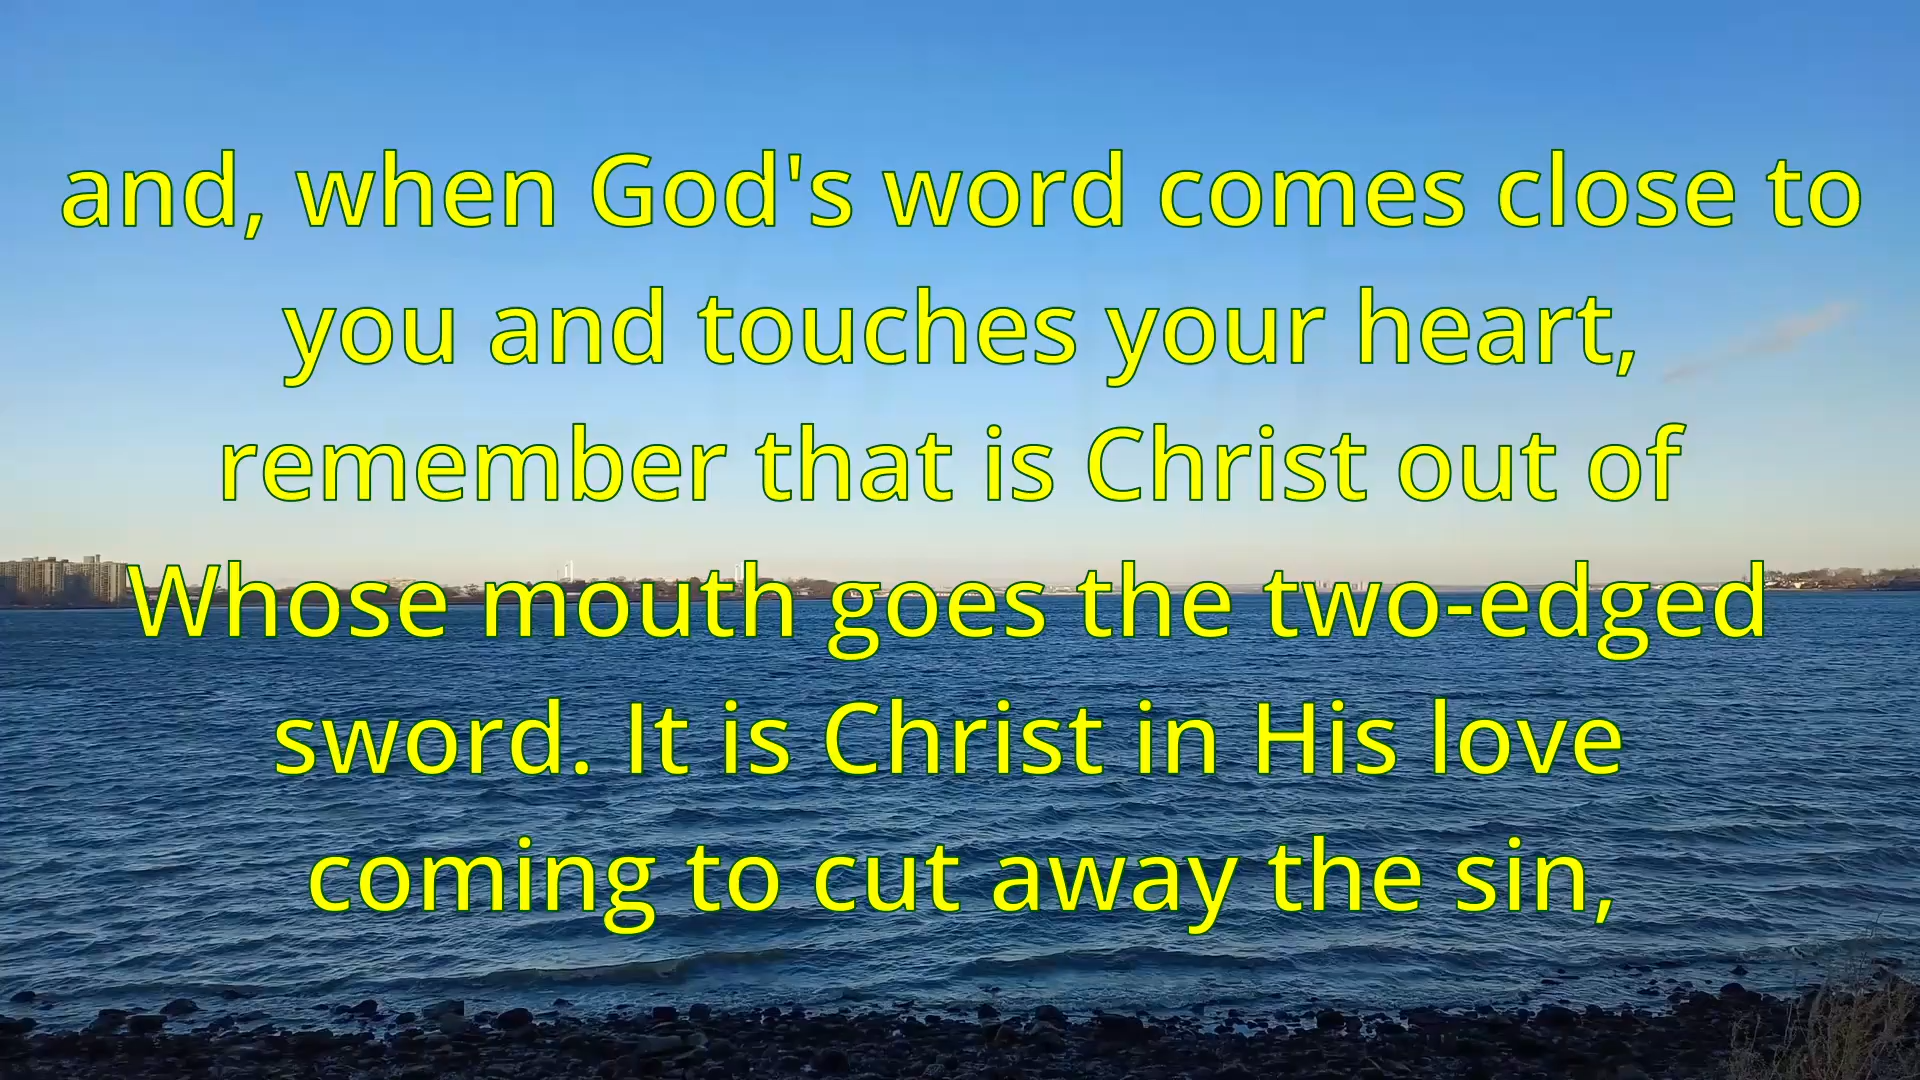 and, when God's word comes close to
you and touches your heart,
remember that is Christ out of
Whose mouth goes the two-edged
sword. It is Christ in His love
coming to cut away the sin,